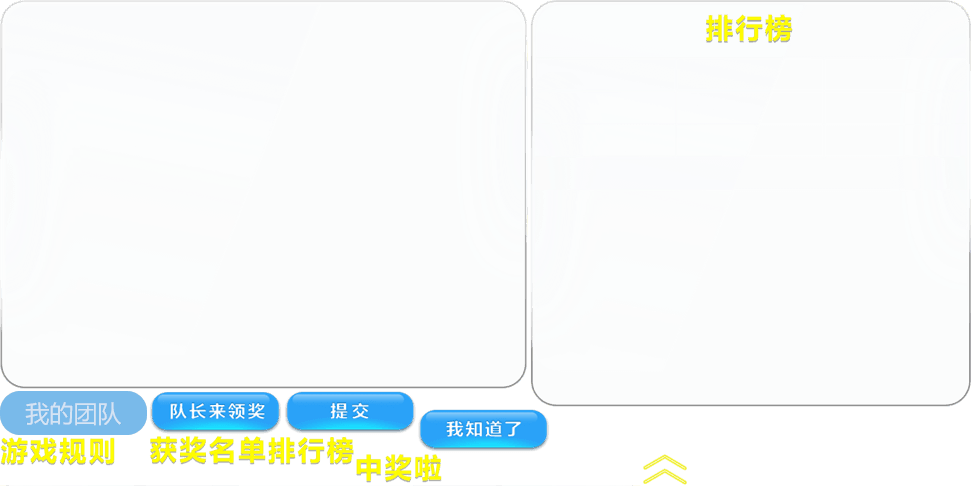 排行榜
我的团队
队长来领奖
提交
我知道了
游戏规则
获奖名单排行榜
中奖啦